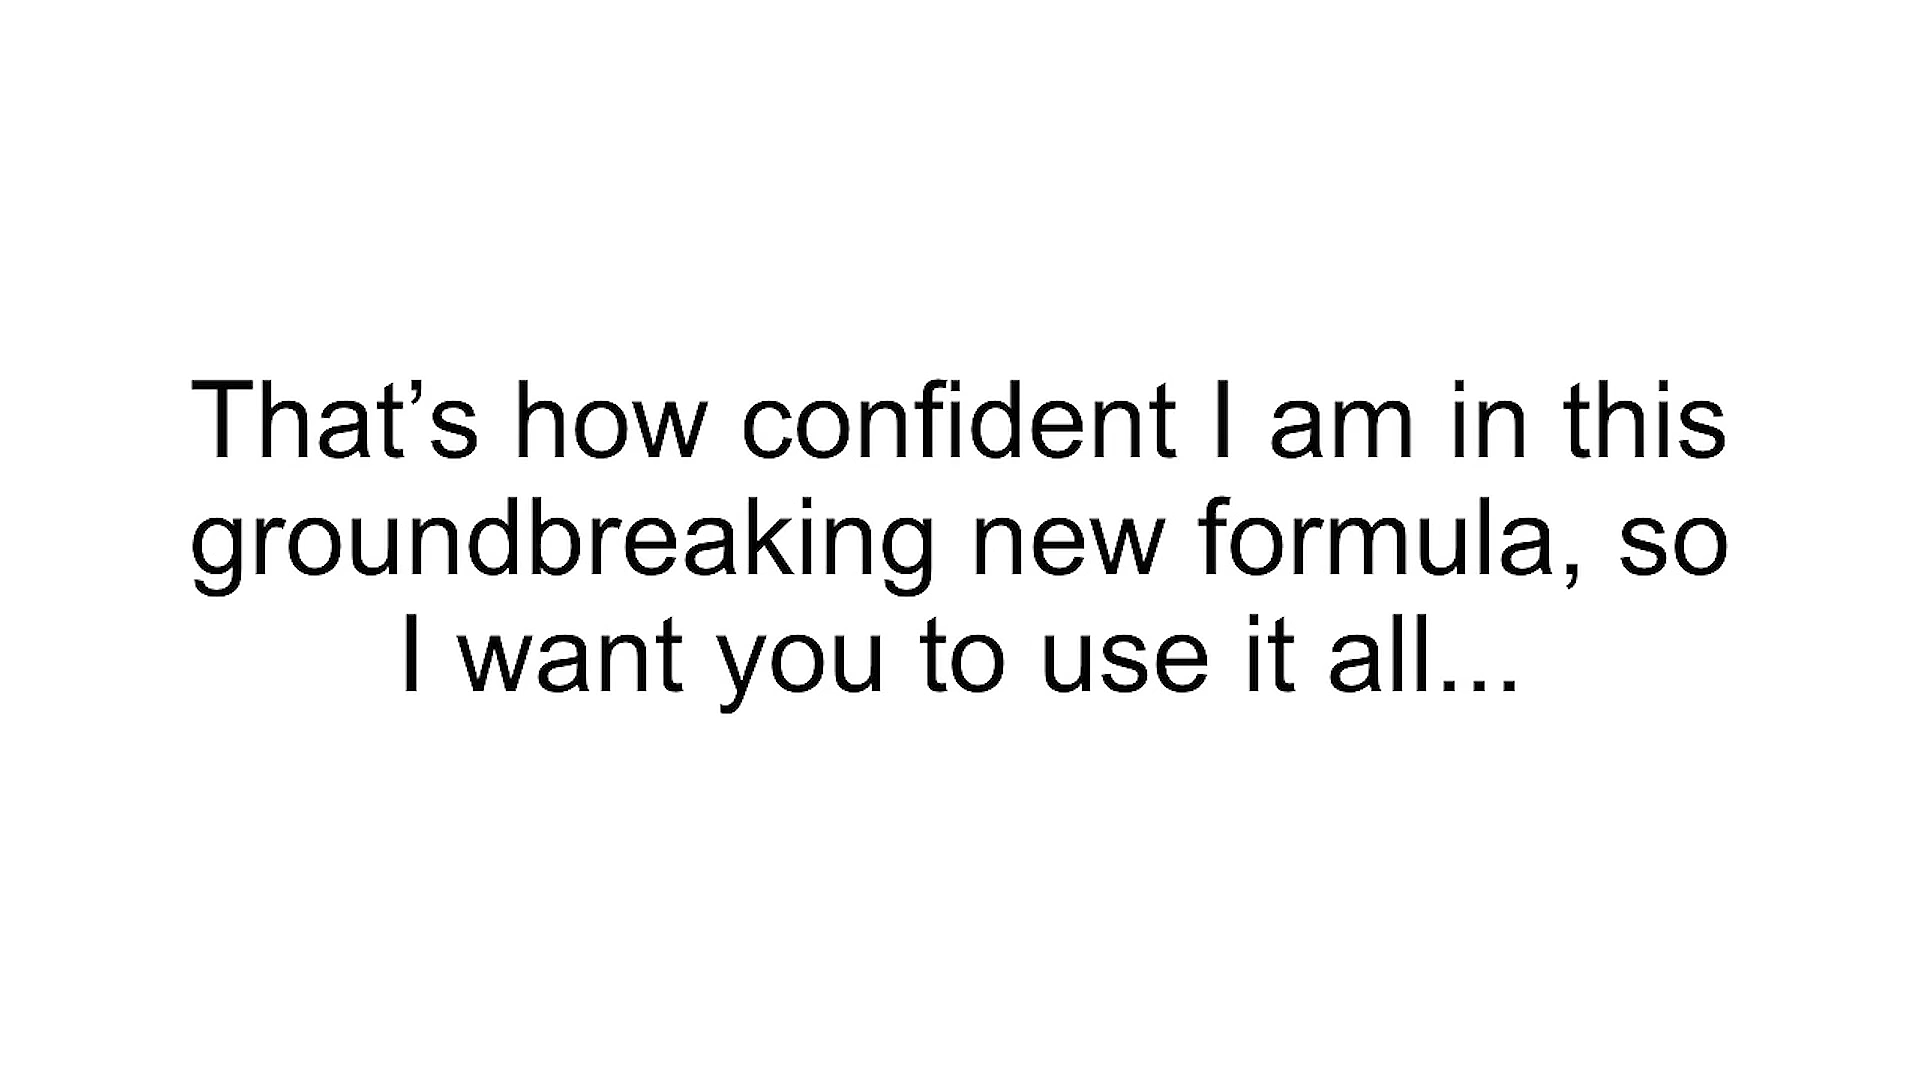 That’s how confident I am in this
groundbreaking new formula, so
I want you to use it all...